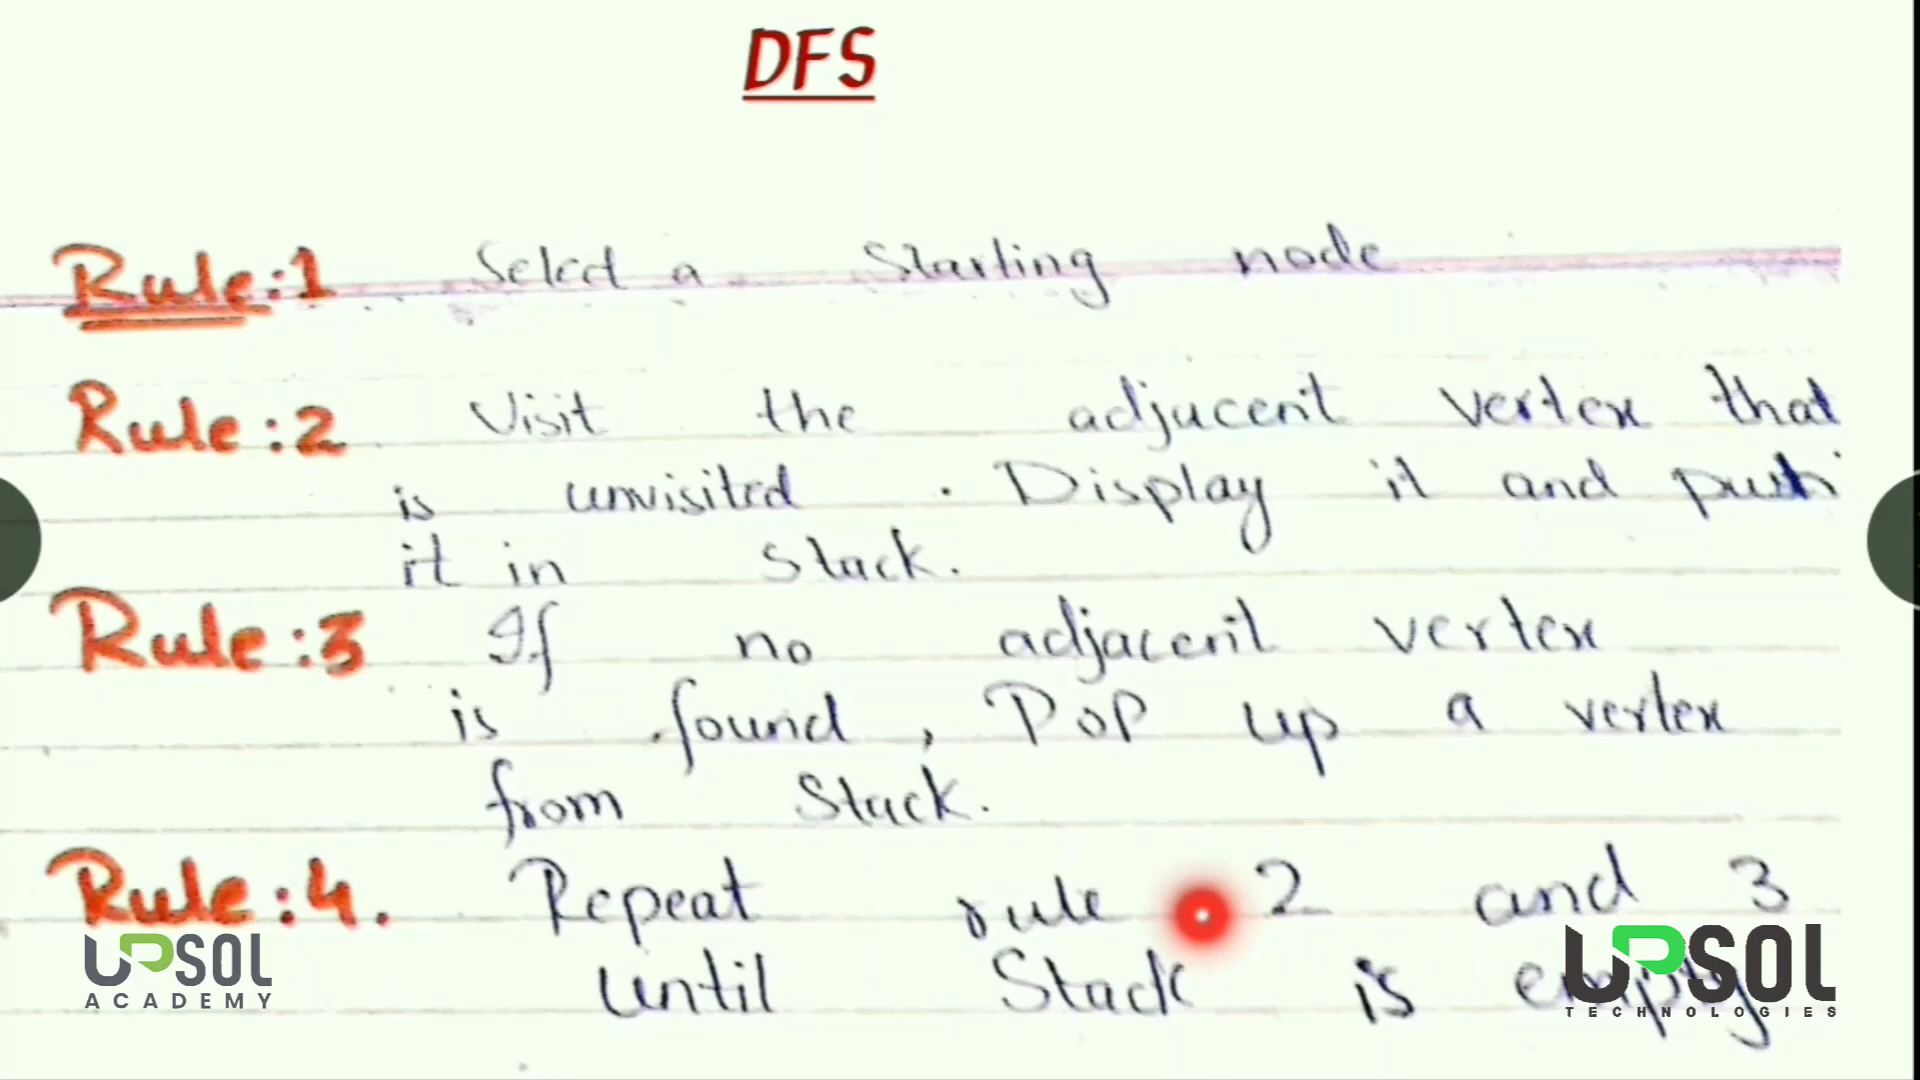 DFS
Rule:1 Select a Starting node
Rule:2 Visit the adjucent vertex that
is unvisited. Display it and push
it in Stack.
Rule:3 If no adjacent vertex
is found, Pop up a vertex
from Stack.
Rule:4. Repeat rule 2 and 3
until Stack is empty
UPSOL
ACADEMY
UPSOL
TECHNOLOGIES